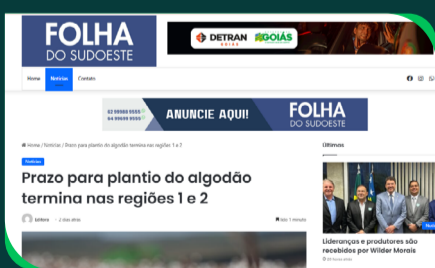 FOLHA
DO SUDOESTE
DETRAN
GOIÁS
GOIÁS
Home
Notícias
Contato
ANUNCIE AQUI!
FOLHA
DO SUDOESTE
Home / Notícias / Prazo para plantio do algodão termina nas regiões 1 e 2
Últimas
Notícias
Prazo para plantio do algodão
termina nas regiões 1 e 2
2 dias atrás
1 minuto
Lideranças e produtores são
recebidos por Wilder Morais